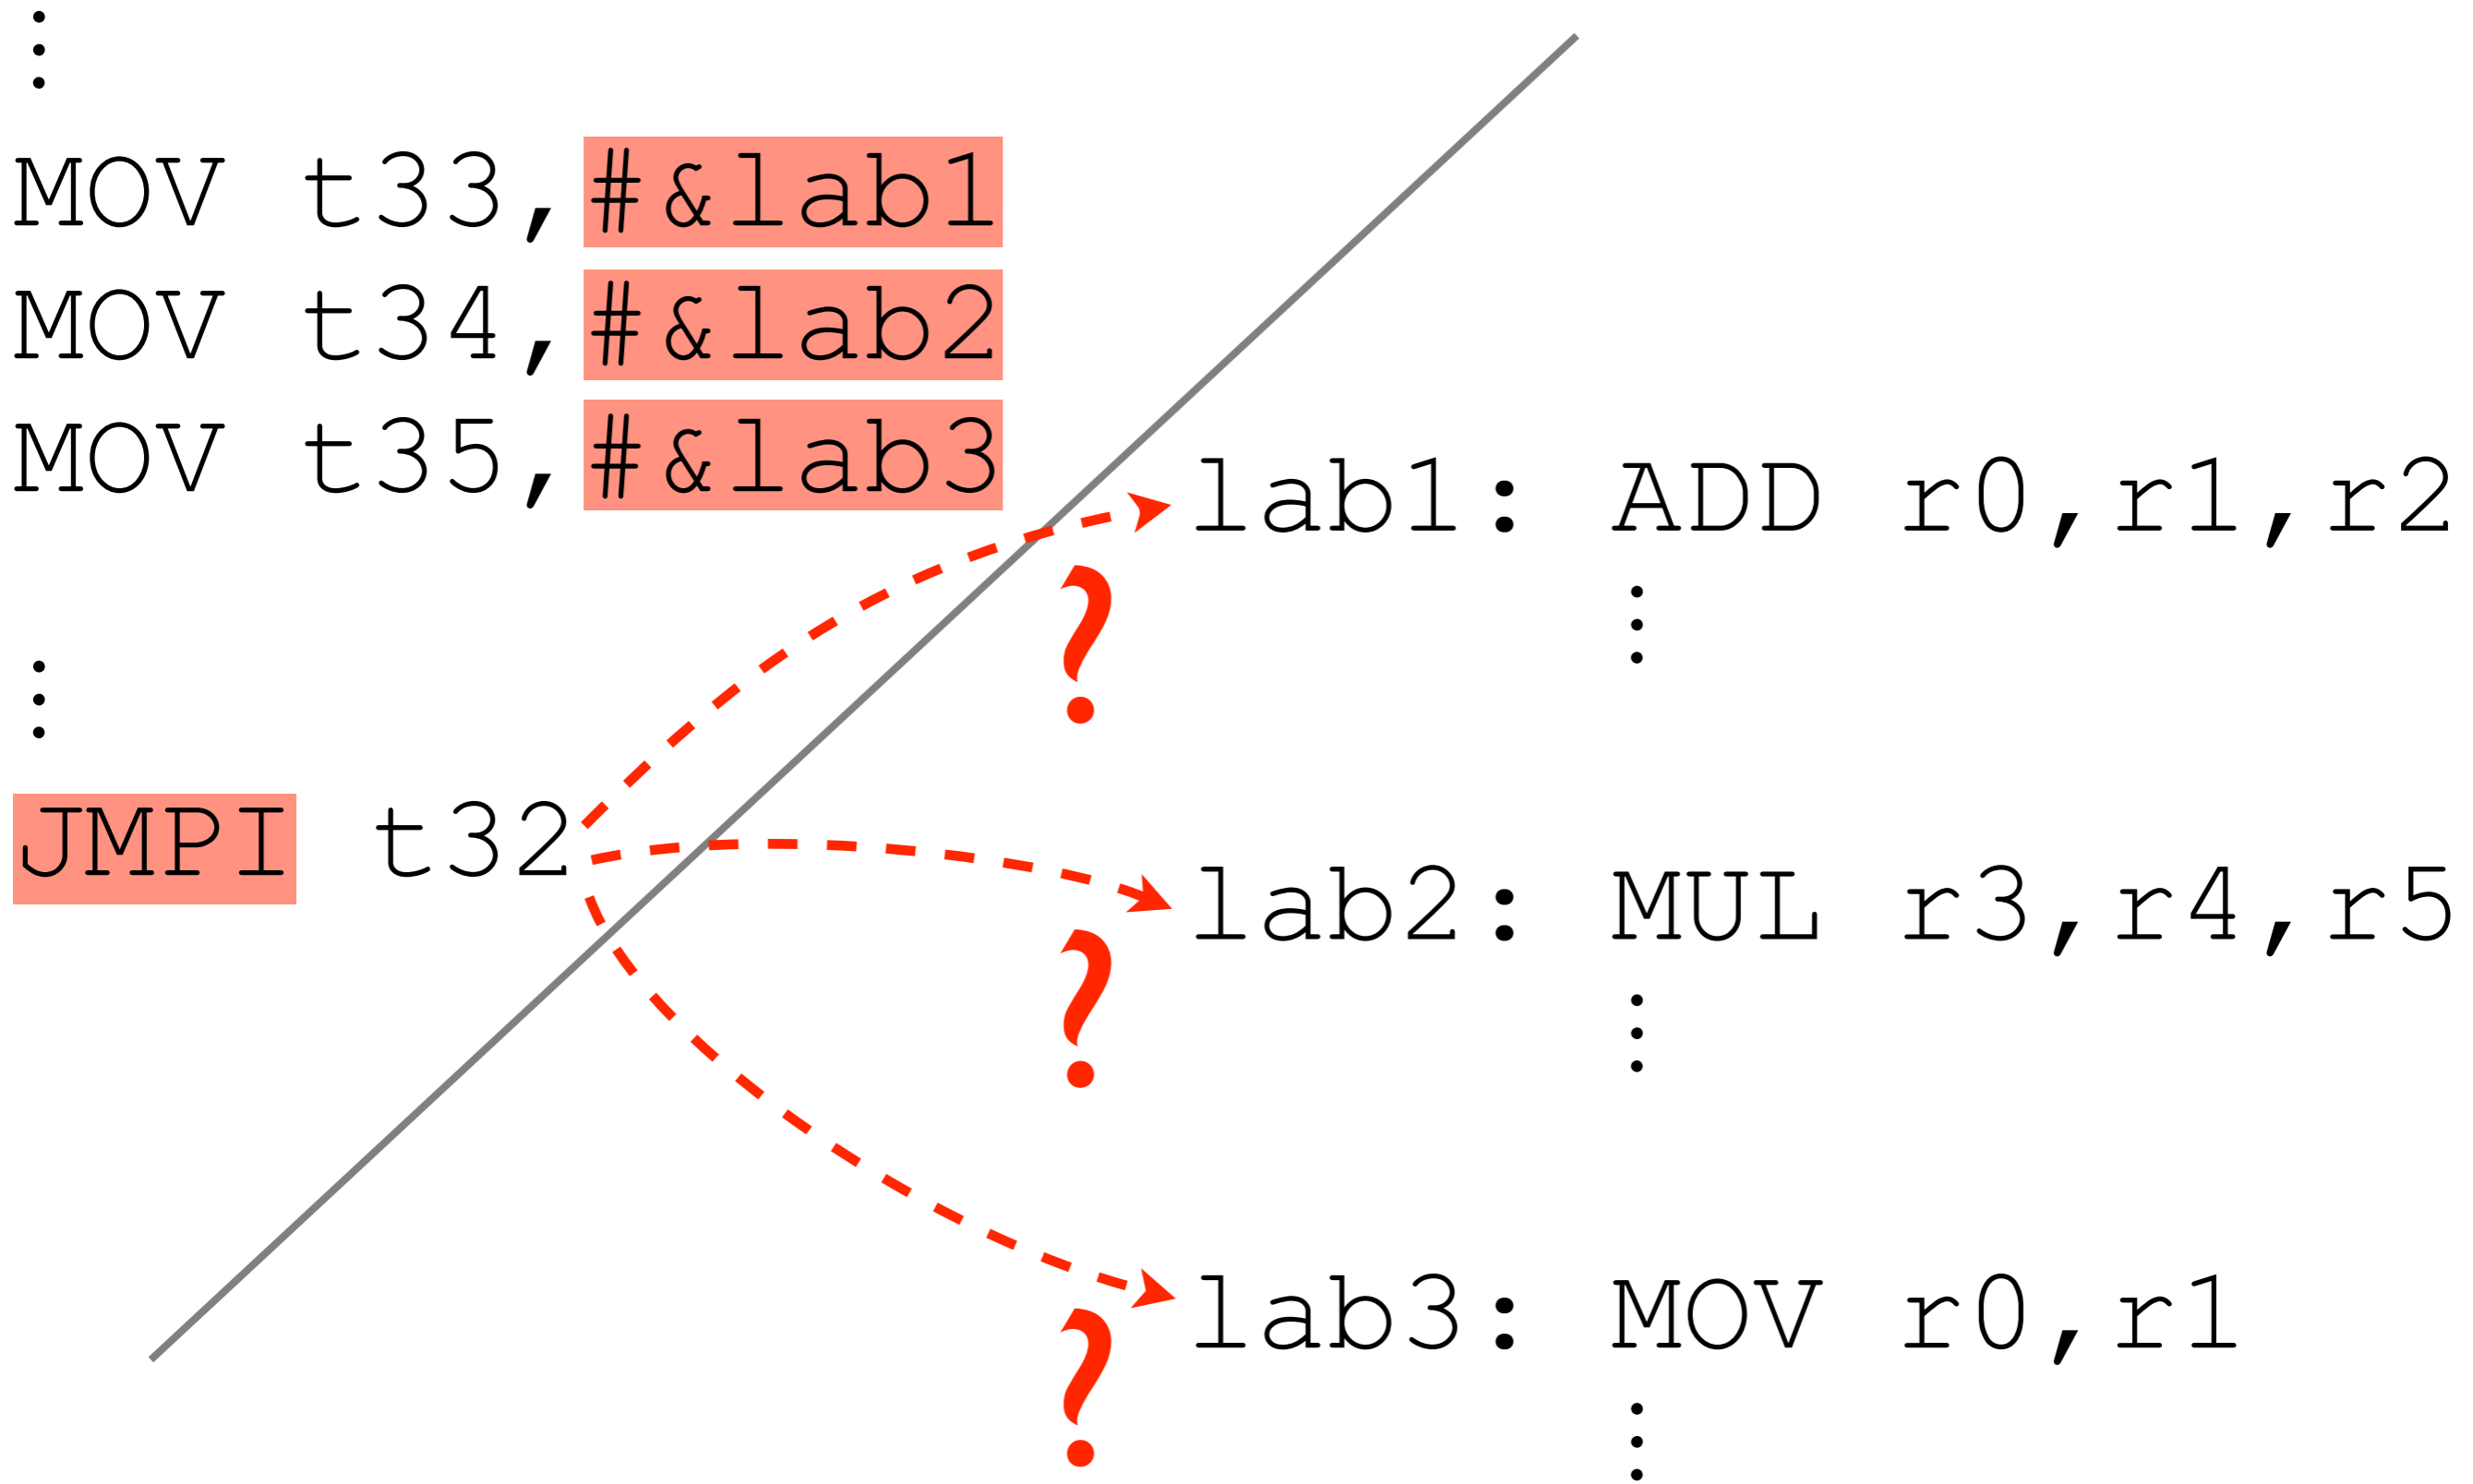 MOV t33,#&lab1
MOV t34,#&lab2
MOV t35,#&lab3
JMPI t32
lab1: ADD r0,r1,r2
?
lab2: MUL r3,r4,r5
?
lab3: MOV r0,r1
?